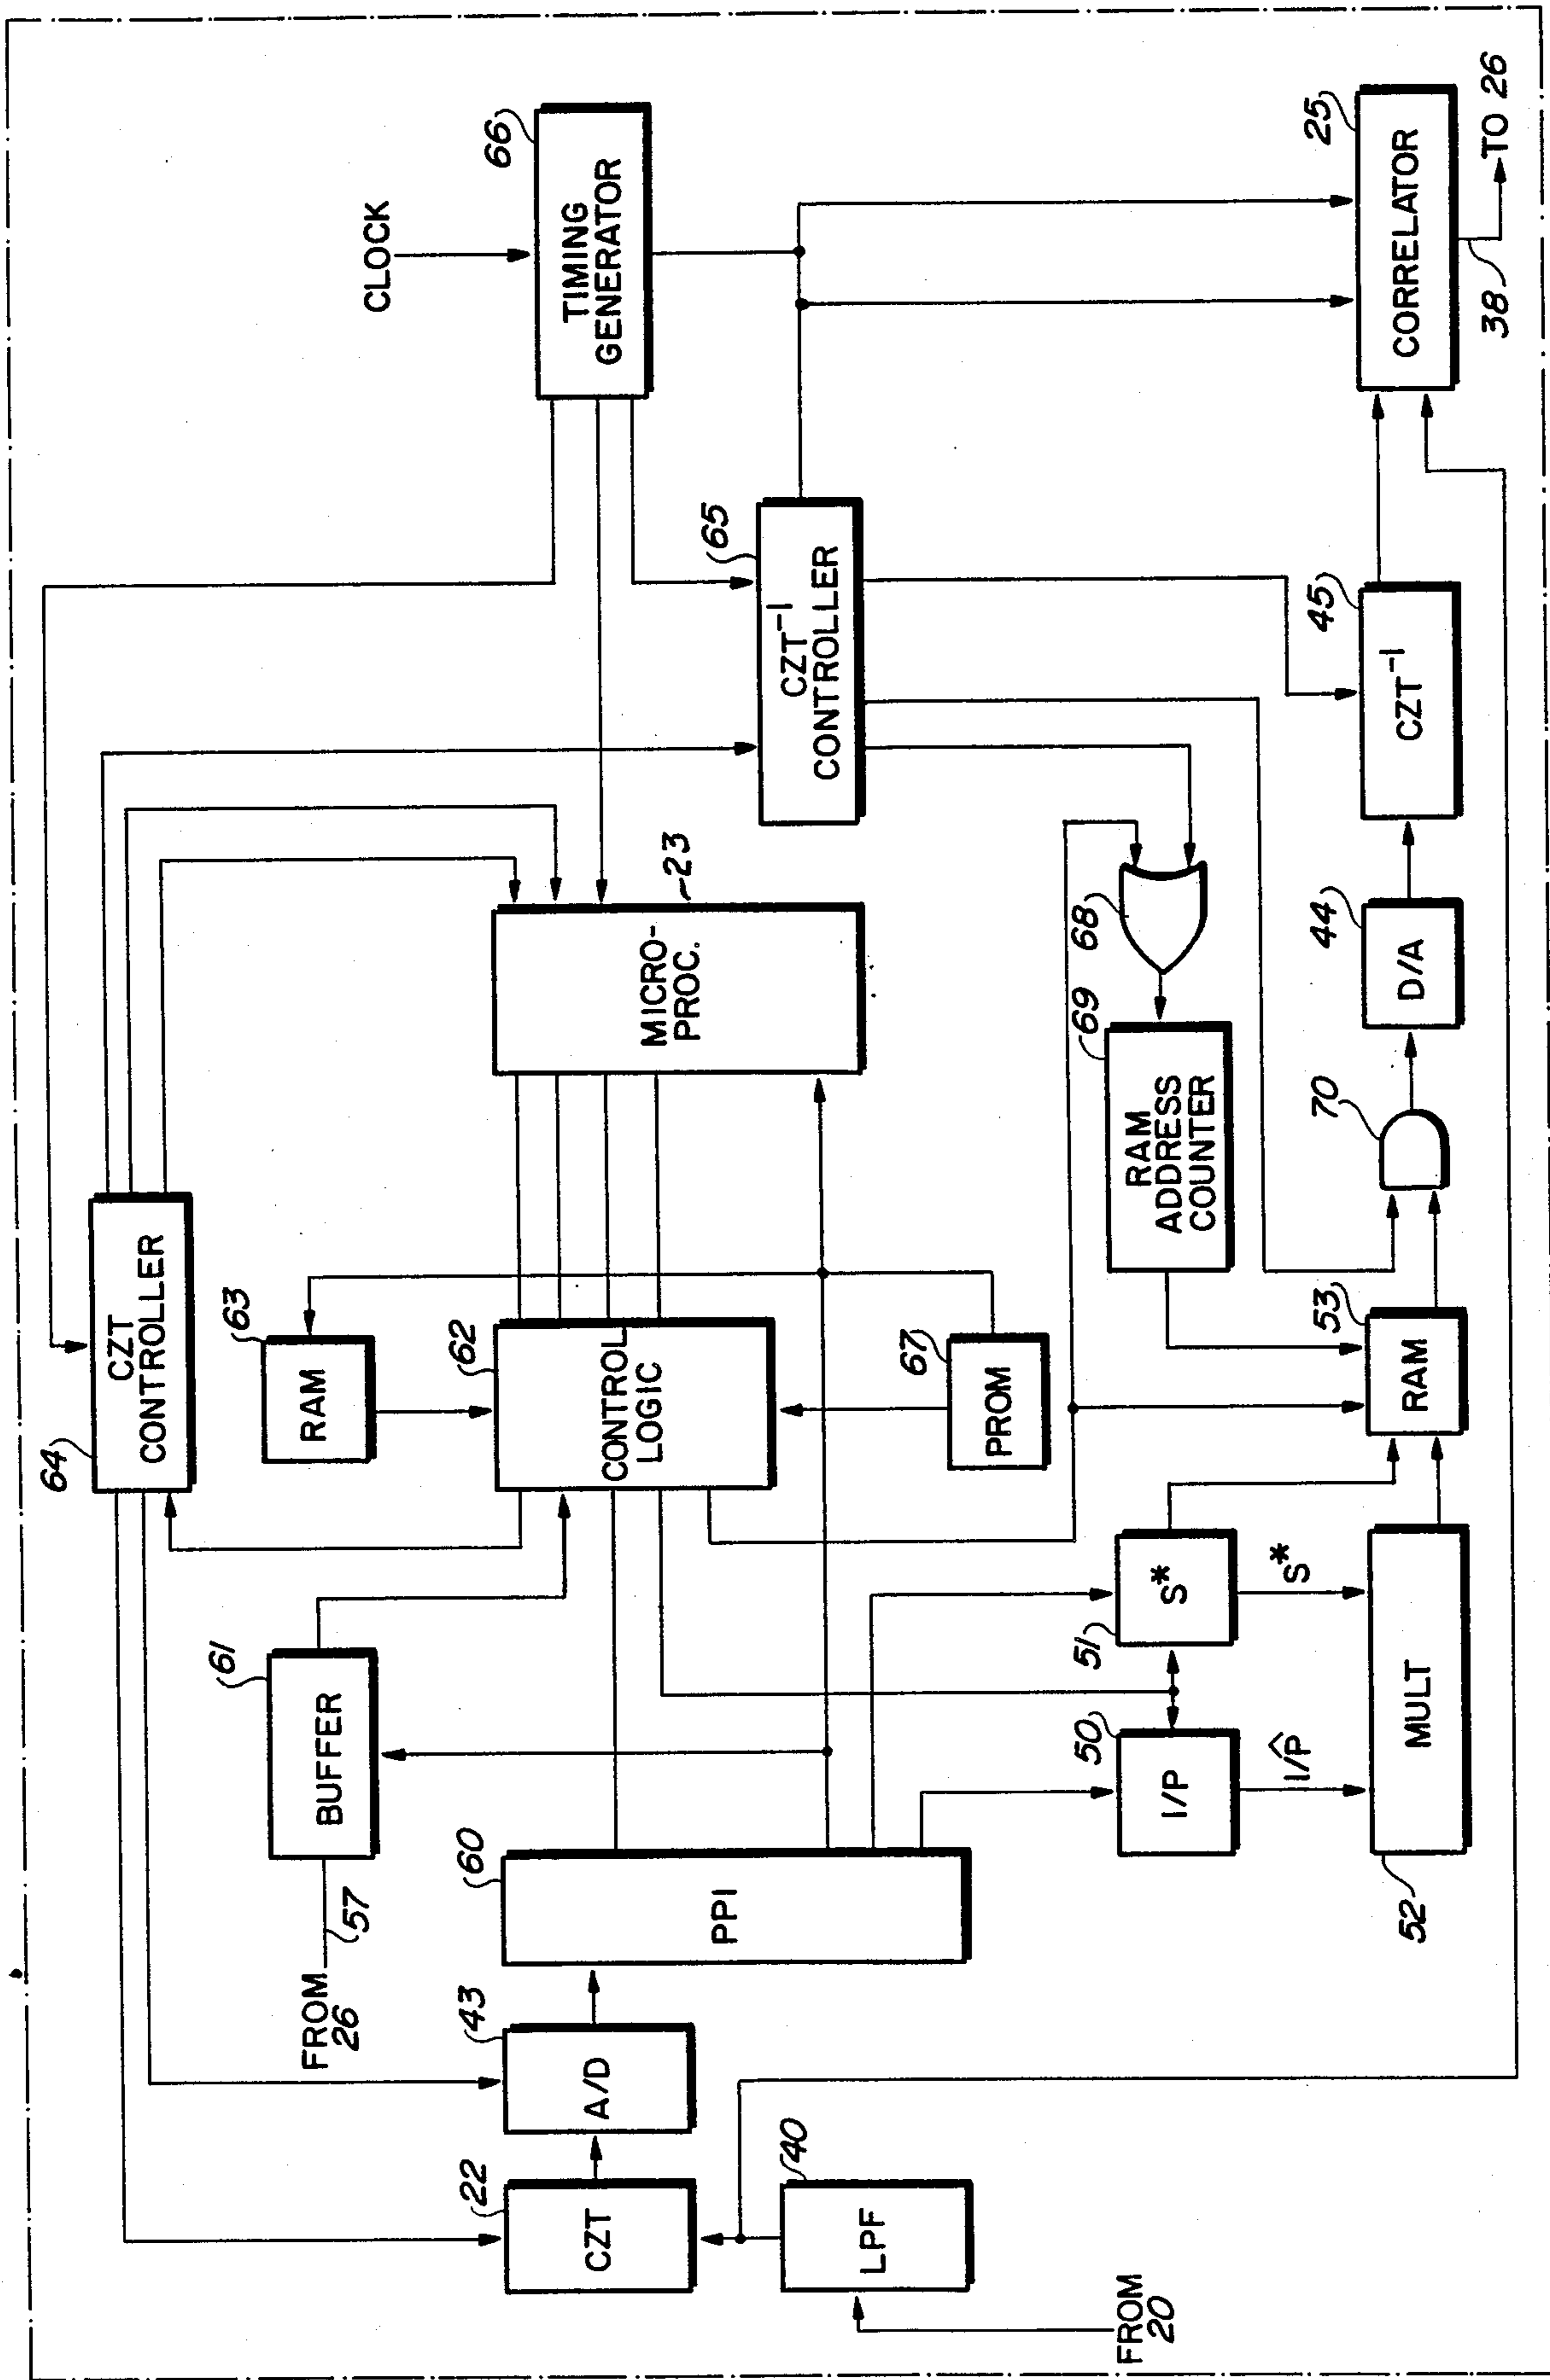 64
CZT
CONTROLLER
66
CLOCK
TIMING
GENERATOR
61
BUFFER
FROM
26
57
63
RAM
62
CONTROL
LOGIC
MICRO-
PROC.
23
65
CZT⁻¹
CONTROLLER
22
CZT
43
A/D
60
PPI
67
PROM
40
LPF
FROM
20
50
1/P
51
S*
69
RAM
ADDRESS
COUNTER
68
1/P̂
S*
52
MULT
53
RAM
70
44
D/A
45
CZT⁻¹
25
CORRELATOR
38
TO 26